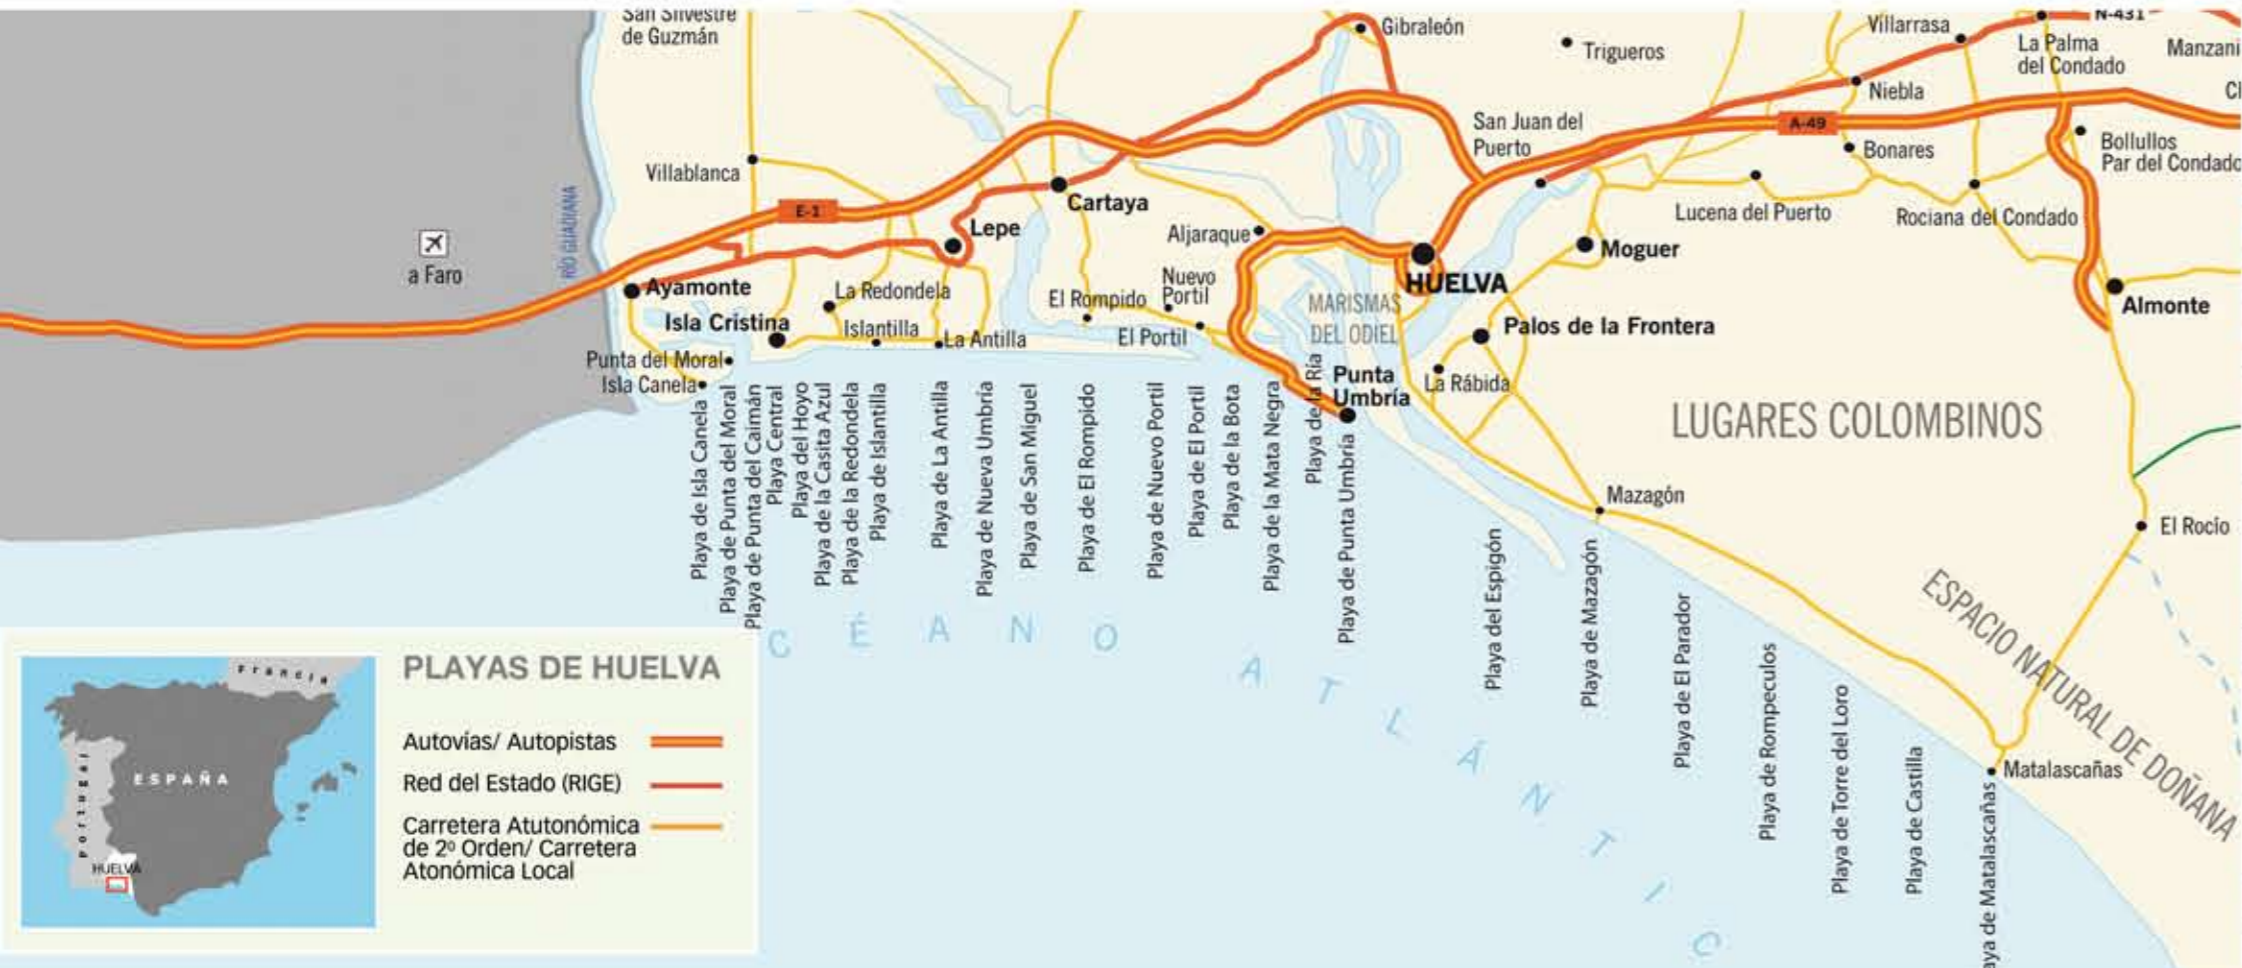 San Silvestre
de Guzmán
Gibraleón
Trigueros
Villarrasa
N-431
La Palma
del Condado
Manzani
Niebla
San Juan del
Puerto
A-49
Bonares
Bollullos
Par del Condado
Villablanca
RÍO GUADIANA
E-1
Cartaya
Lepe
Aljaraque
Lucena del Puerto
Rociana del Condado
Moguer
a Faro
Ayamonte
La Redondela
El Rompido
Nuevo
Portil
HUELVA
MARISMAS
DEL ODIEL
Almonte
Isla Cristina
Islantilla
La Antilla
El Portil
Palos de la Frontera
Punta del Moral
Isla Canela
Punta
Umbría
La Rábida
LUGARES COLOMBINOS
Mazagón
El Rocío
ESPACIO NATURAL DE DOÑANA
Matalascañas
Playa de Isla Canela
Playa de Punta del Moral
Playa de Punta del Caimán
Playa Central
Playa del Hoyo
Playa de la Casita Azul
Playa de la Redondela
Playa de Islantilla
Playa de La Antilla
Playa de Nueva Umbría
Playa de San Miguel
Playa de El Rompido
Playa de Nuevo Portil
Playa de El Portil
Playa de la Bota
Playa de la Mata Negra
Playa de la Ría
Playa de Punta Umbría
Playa del Espigón
Playa de Mazagón
Playa de El Parador
Playa de Rompeculos
Playa de Torre del Loro
Playa de Castilla
aya de Matalascañas
CÉANO ATLÁNTIC
PLAYAS DE HUELVA
Autovías/ Autopistas
Red del Estado (RIGE)
Carretera Atutonómica
de 2º Orden/ Carretera
Atonómica Local
Francia
Portugal
ESPAÑA
HUELVA